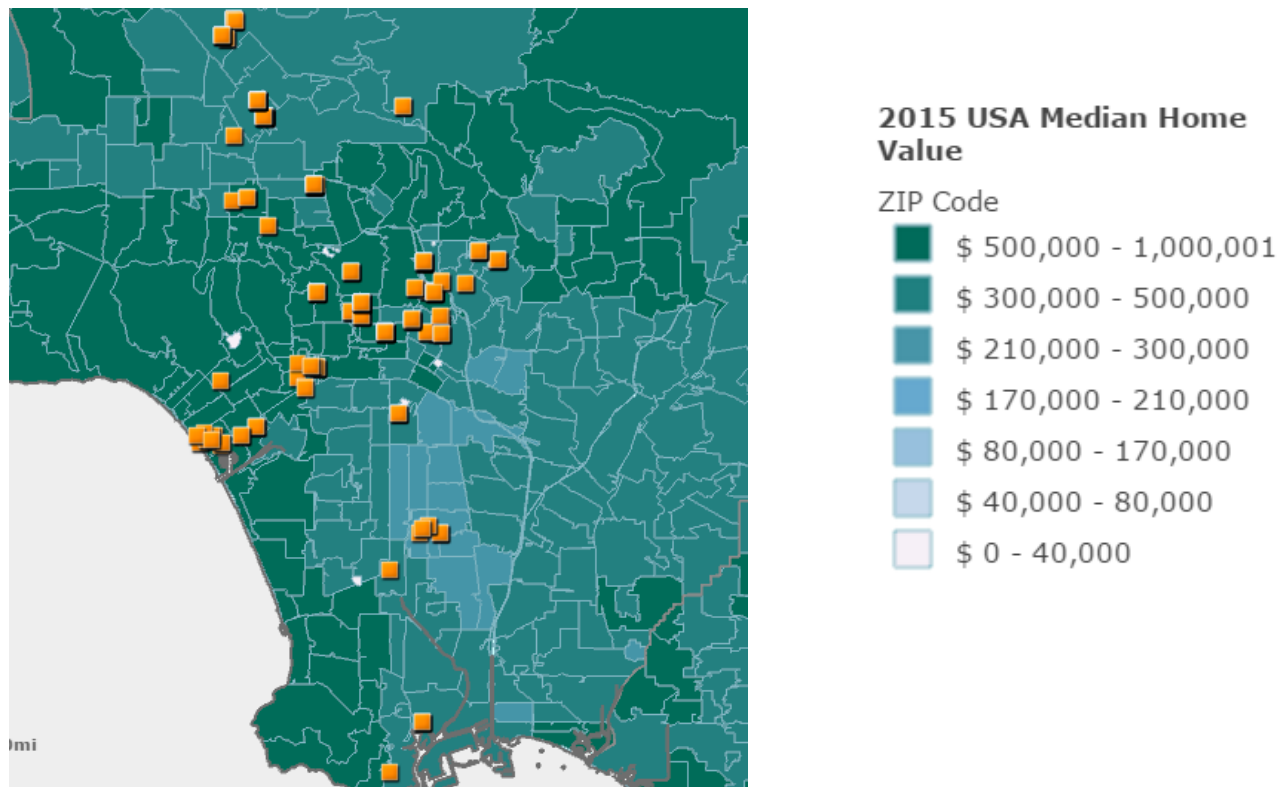 2015 USA Median Home
Value
ZIP Code
$ 500,000 - 1,000,001
$ 300,000 - 500,000
$ 210,000 - 300,000
$ 170,000 - 210,000
$ 80,000 - 170,000
$ 40,000 - 80,000
$ 0 - 40,000